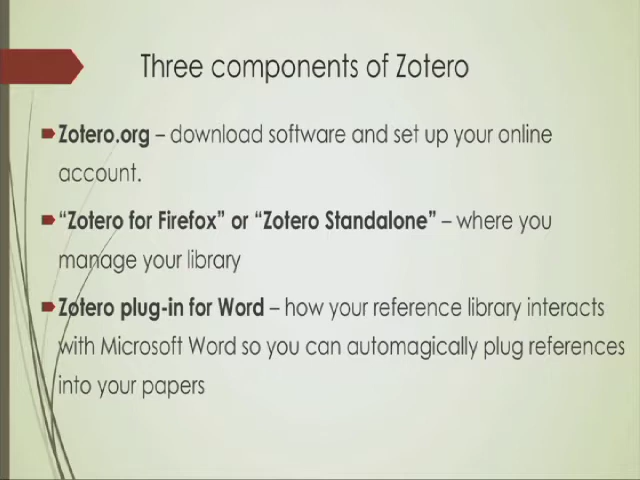 Three components of Zotero
Zotero.org – download software and set up your online
account.
“Zotero for Firefox” or “Zotero Standalone” – where you
manage your library
Zotero plug-in for Word – how your reference library interacts
with Microsoft Word so you can automagically plug references
into your papers